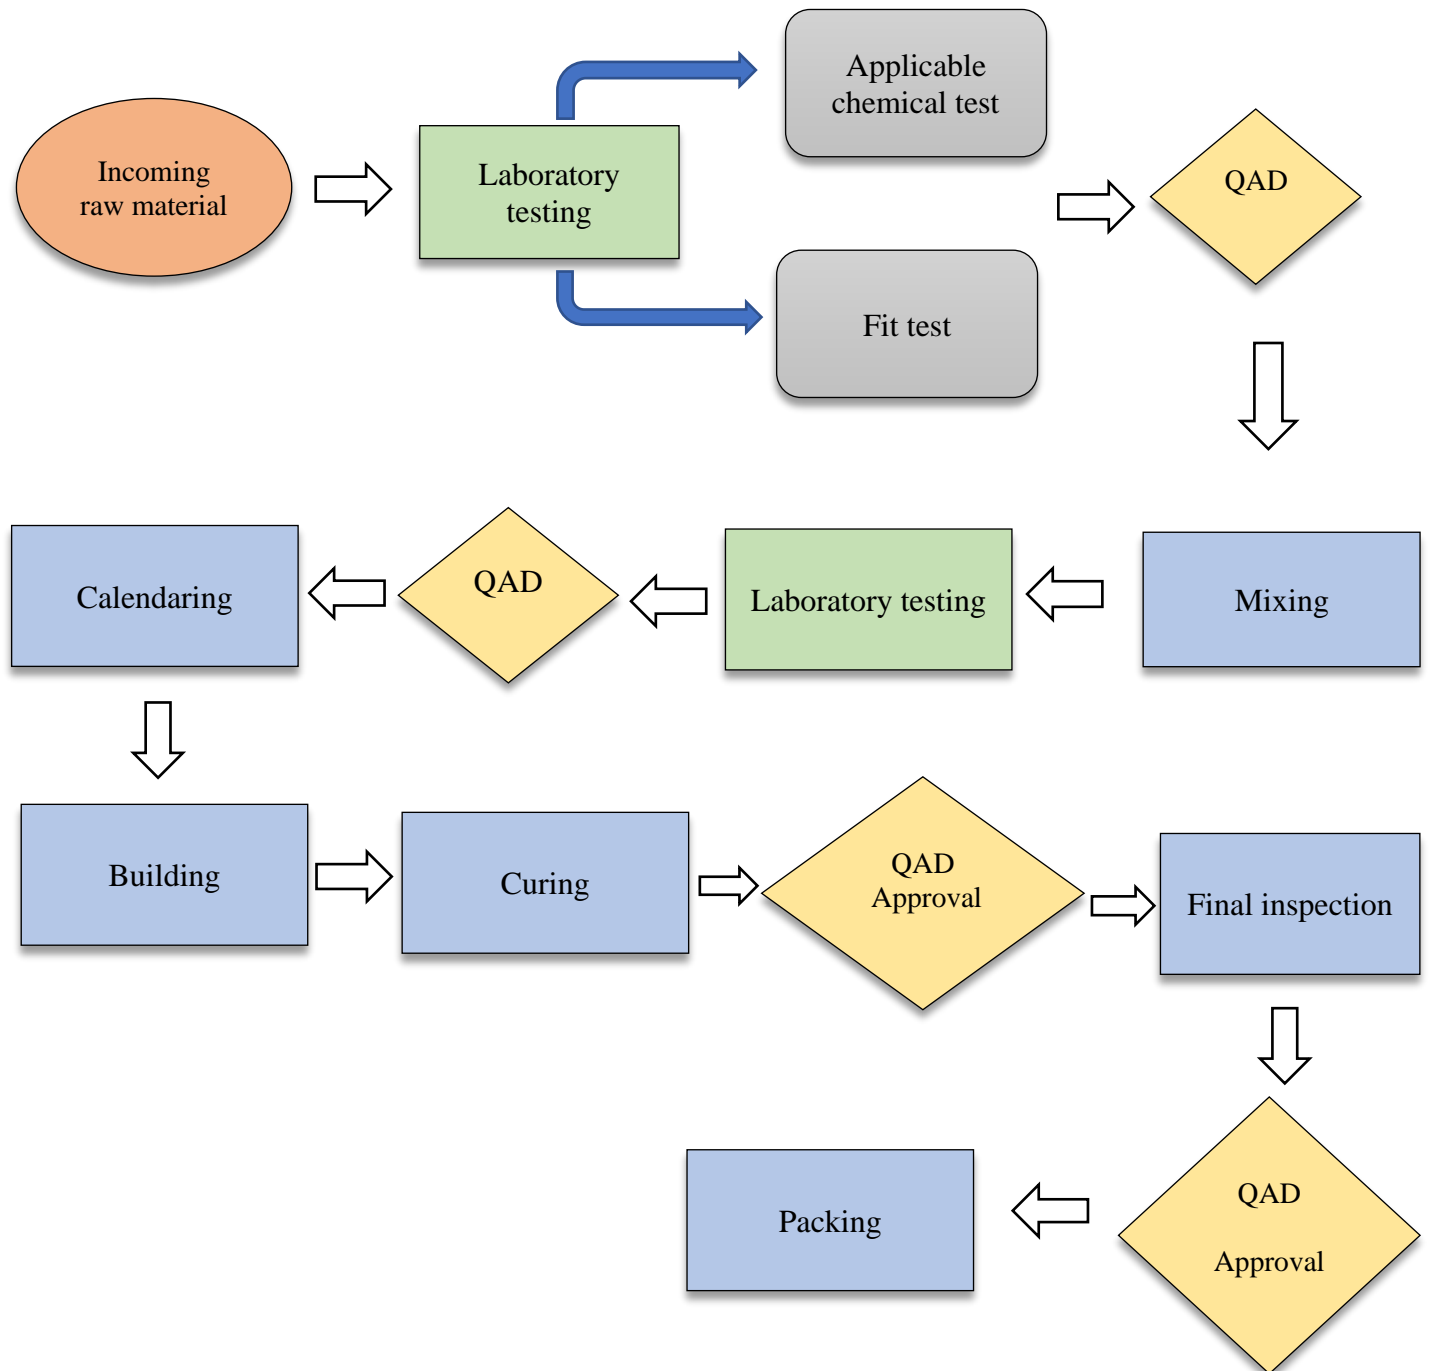 Incoming
raw material
Laboratory
testing
Applicable
chemical test
Fit test
QAD
Mixing
Laboratory testing
QAD
Calendaring
Building
Curing
QAD
Approval
Final inspection
QAD
Approval
Packing